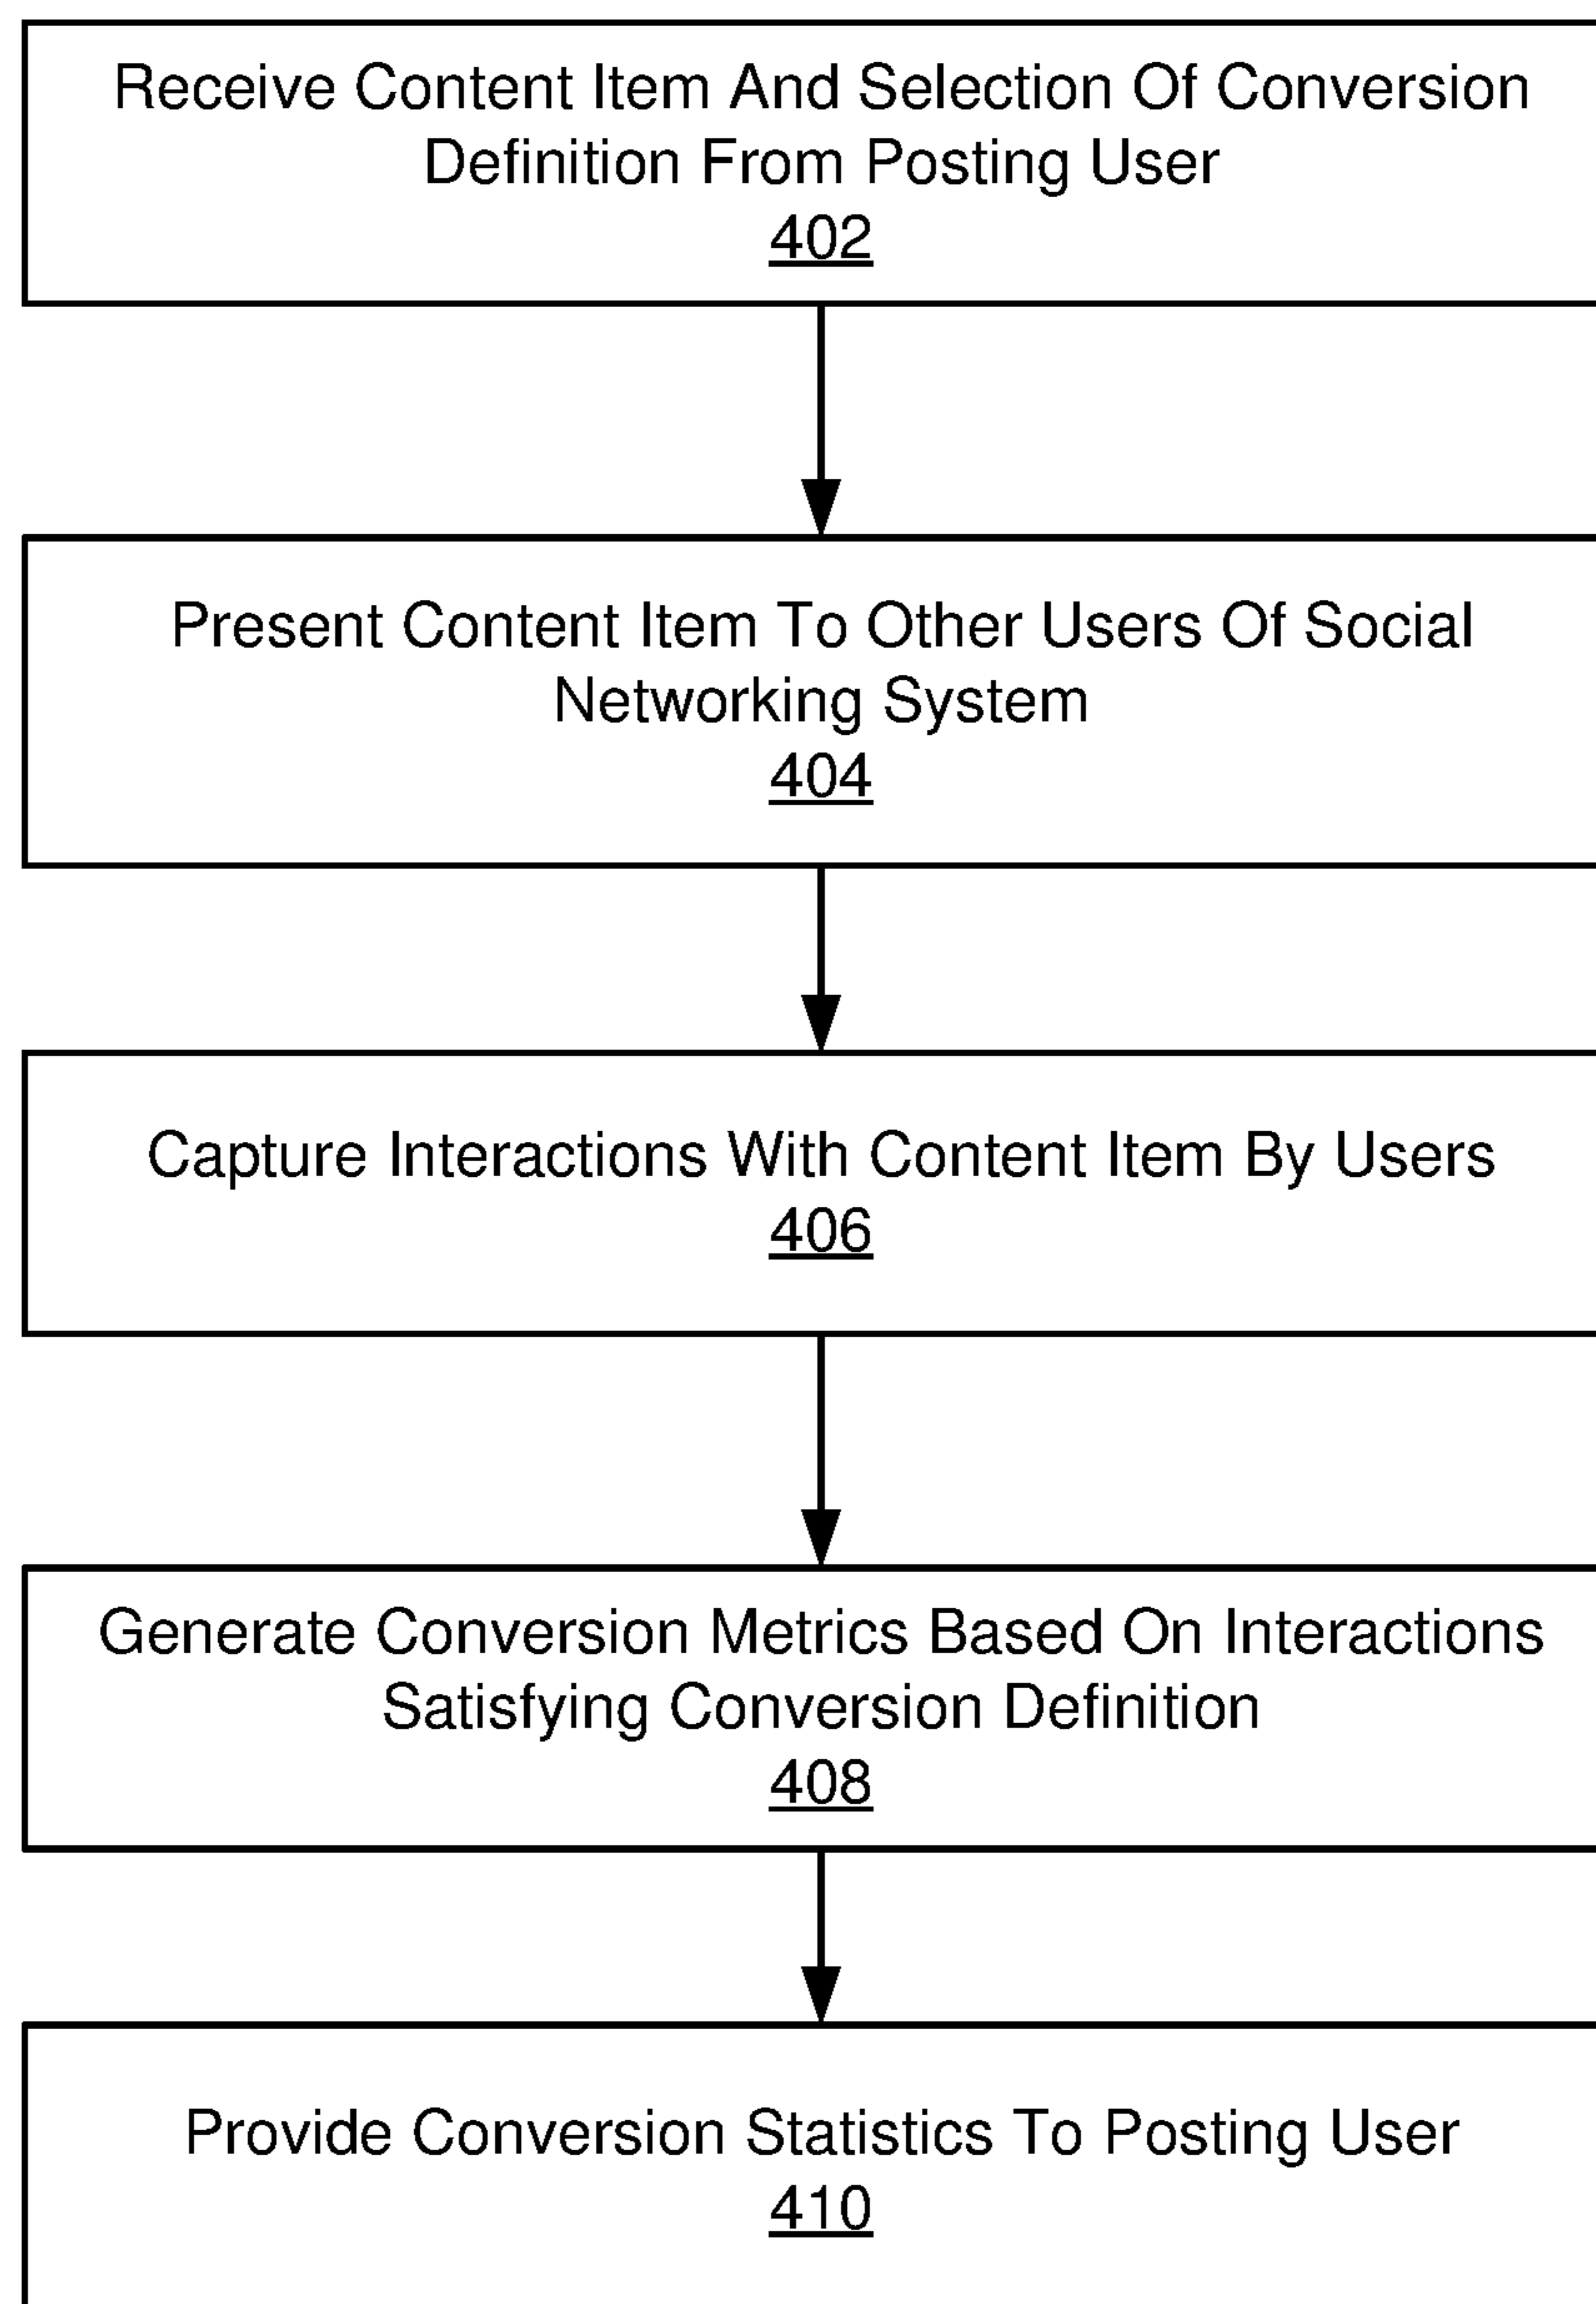 Receive Content Item And Selection Of Conversion
Definition From Posting User
402
Present Content Item To Other Users Of Social
Networking System
404
Capture Interactions With Content Item By Users
406
Generate Conversion Metrics Based On Interactions
Satisfying Conversion Definition
408
Provide Conversion Statistics To Posting User
410